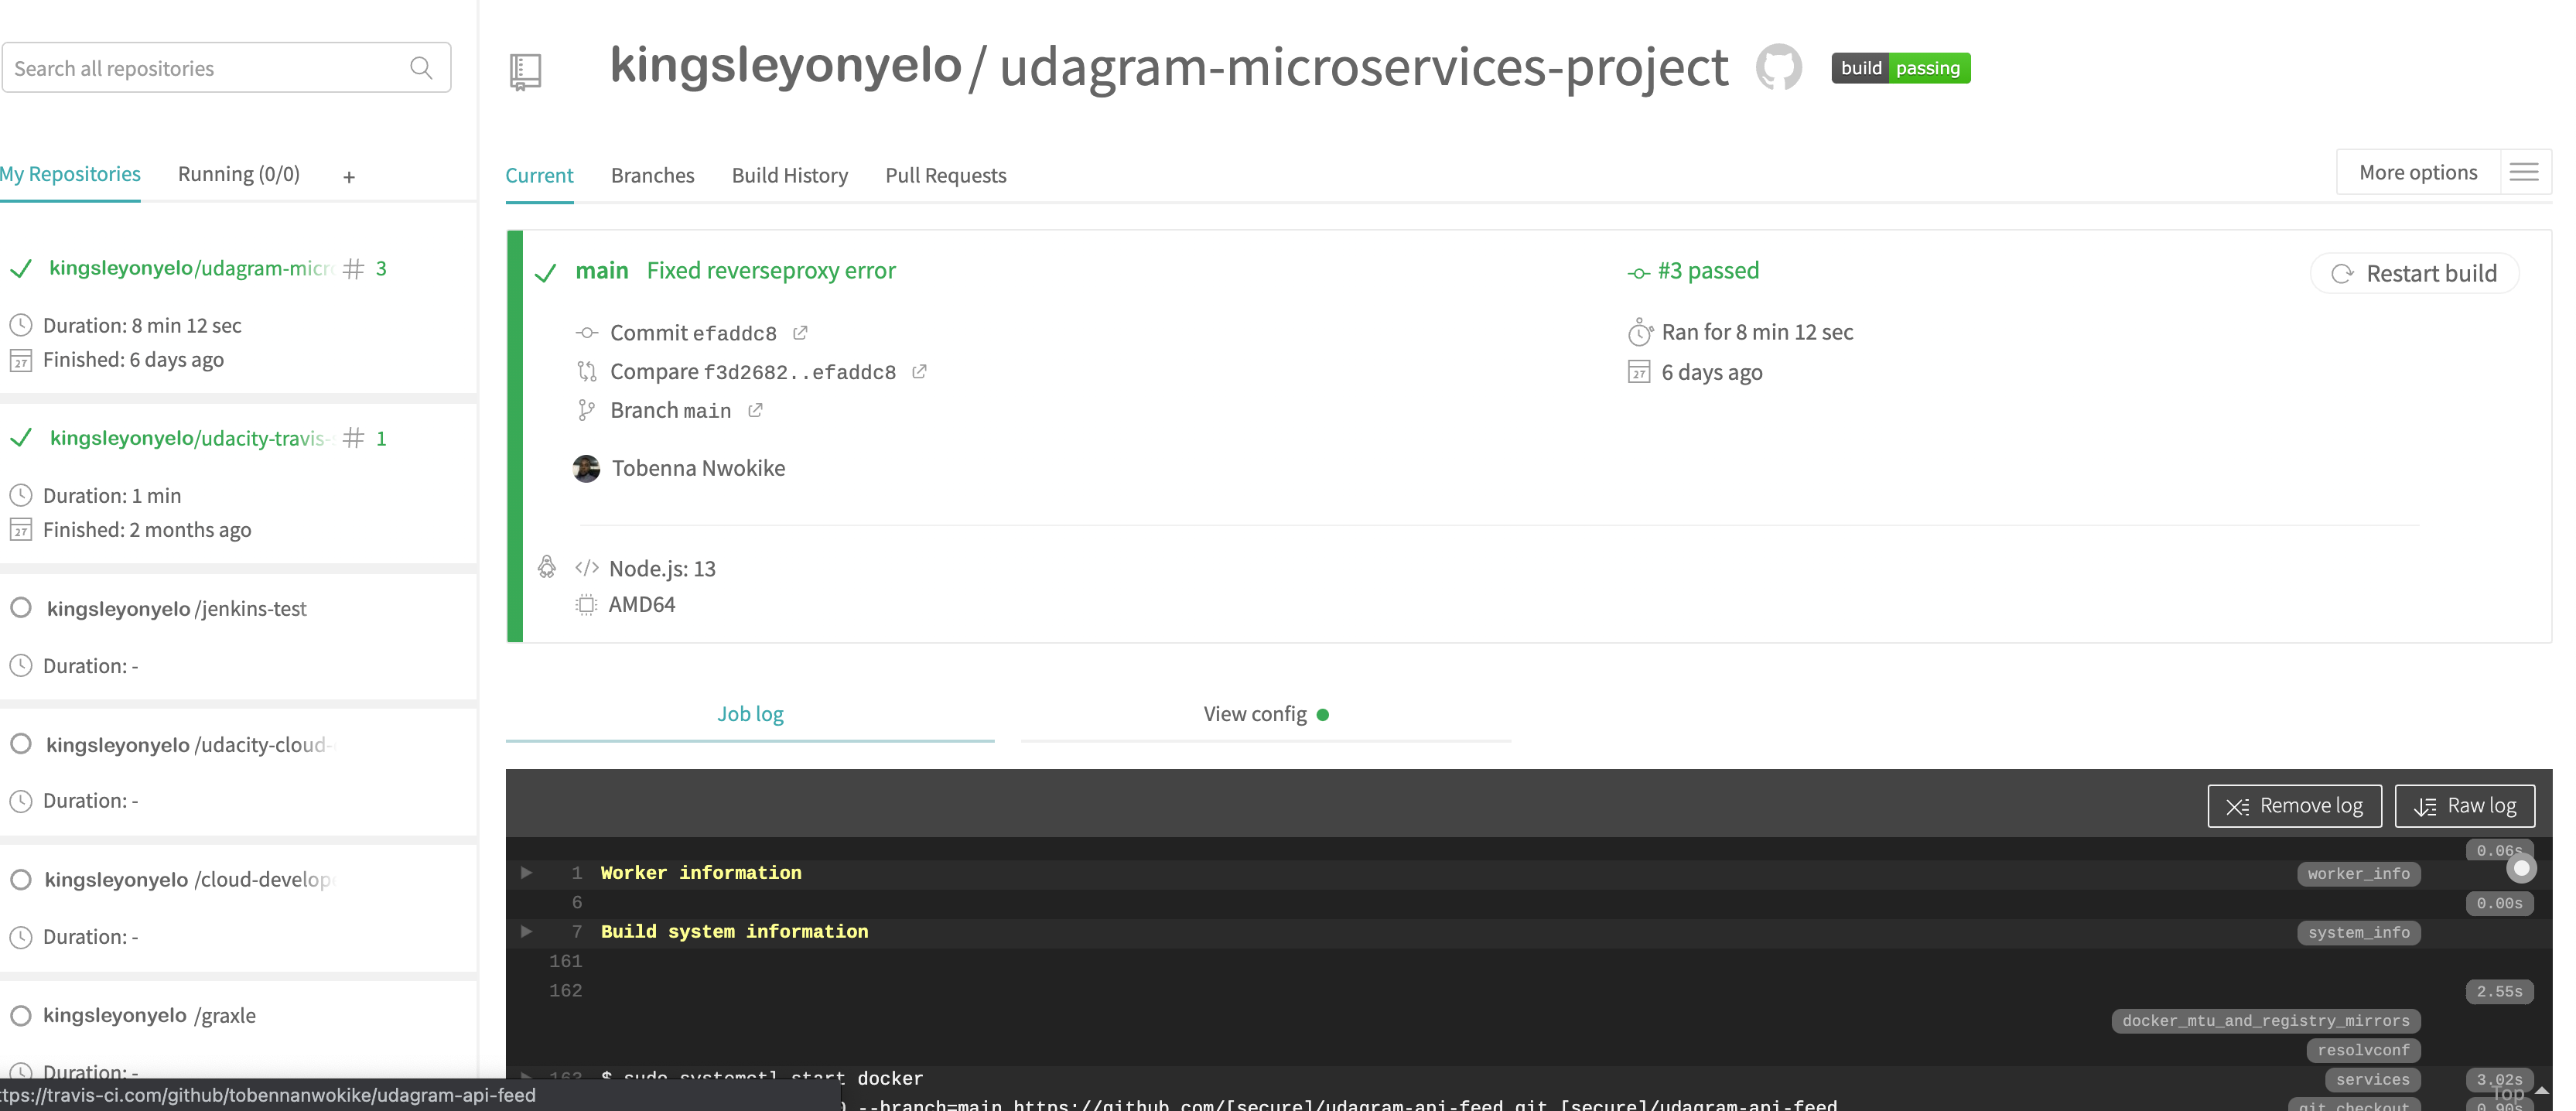 Search all repositories
My Repositories
Running (0/0)
+
kingsleyonyelo/udagram-micr
# 3
Duration: 8 min 12 sec
27 Finished: 6 days ago
kingsleyonyelo/udacity-travis-
# 1
Duration: 1 min
27 Finished: 2 months ago
kingsleyonyelo/jenkins-test
Duration: -
kingsleyonyelo/udacity-cloud-
Duration: -
kingsleyonyelo/cloud-develop
Duration: -
kingsleyonyelo/graxle
Duration: -
tps://travis-ci.com/github/tobennanwokike/udagram-api-feed
kingsleyonyelo / udagram-microservices-project
build passing
Current
Branches
Build History
Pull Requests
More options
main Fixed reverseproxy error
Commit efaddc8
Compare f3d2682..efaddc8
Branch main
Tobenna Nwokike
#3 passed
Ran for 8 min 12 sec
27 6 days ago
Restart build
</> Node.js: 13
AMD64
Job log
View config
Remove log
Raw log
0.06s
1 Worker information worker_info
6 0.00s
7 Build system information system_info
161
162 2.55s
docker_mtu_and_registry_mirrors
resolvconf
163 $ sudo systemctl start docker services 3.02s
--branch=main https://github.com/[secure]/udagram-api-feed.git [secure]/udagram-api-feed
git_checkout 0.90s
Top